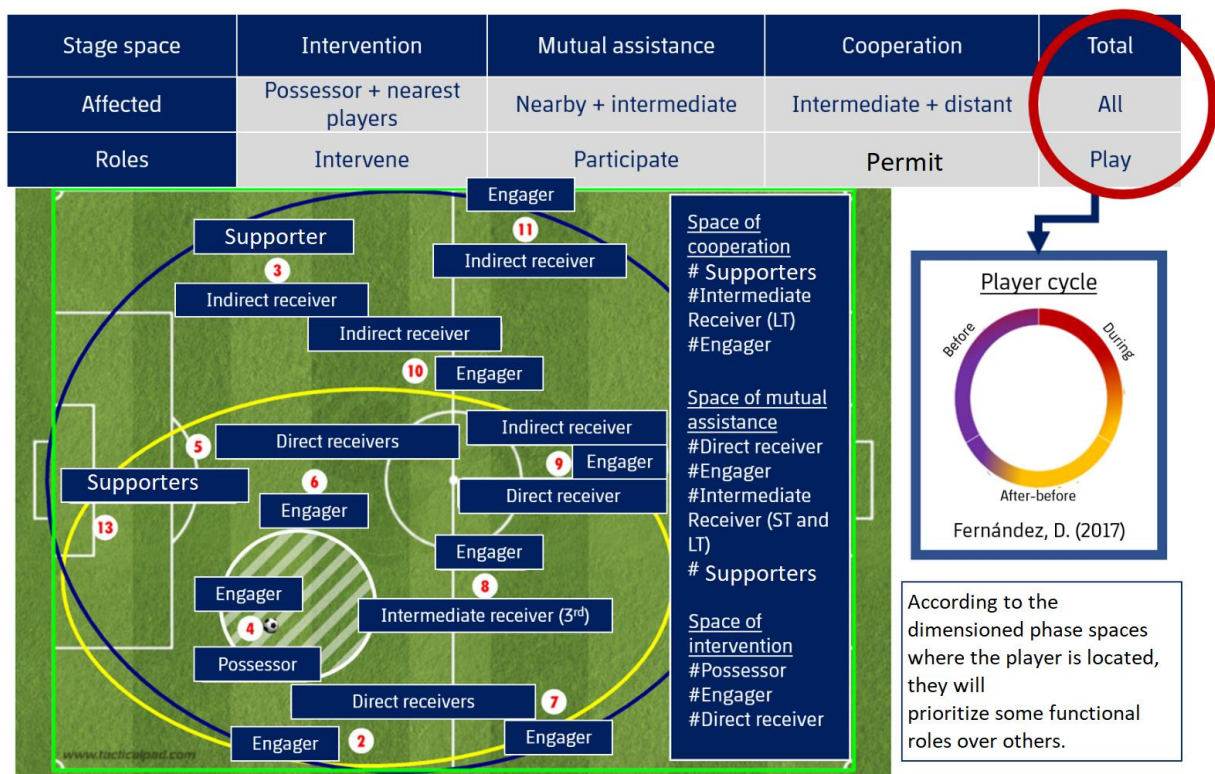 Stage space
Intervention
Mutual assistance
Cooperation
Total
Affected
Possessor + nearest
players
Nearby + intermediate
Intermediate + distant
All
Roles
Intervene
Participate
Permit
Play
Engager
11
Indirect receiver
Supporter
3
Indirect receiver
Indirect receiver
10
Engager
5
Direct receivers
6
Engager
Indirect receiver
9
Engager
Direct receiver
Supporters
13
Engager
8
Intermediate receiver (3rd)
Engager
4
Possessor
Direct receivers
7
Engager
2
Engager
www.tacticalpad.com
Space of
cooperation
# Supporters
#Intermediate
Receiver (LT)
#Engager
Space of mutual
assistance
#Direct receiver
#Engager
#Intermediate
Receiver (ST and
LT)
# Supporters
Space of
intervention
#Possessor
#Engager
#Direct receiver
Player cycle
Before
During
After-before
Fernández, D. (2017)
According to the
dimensioned phase spaces
where the player is located,
they will
prioritize some functional
roles over others.